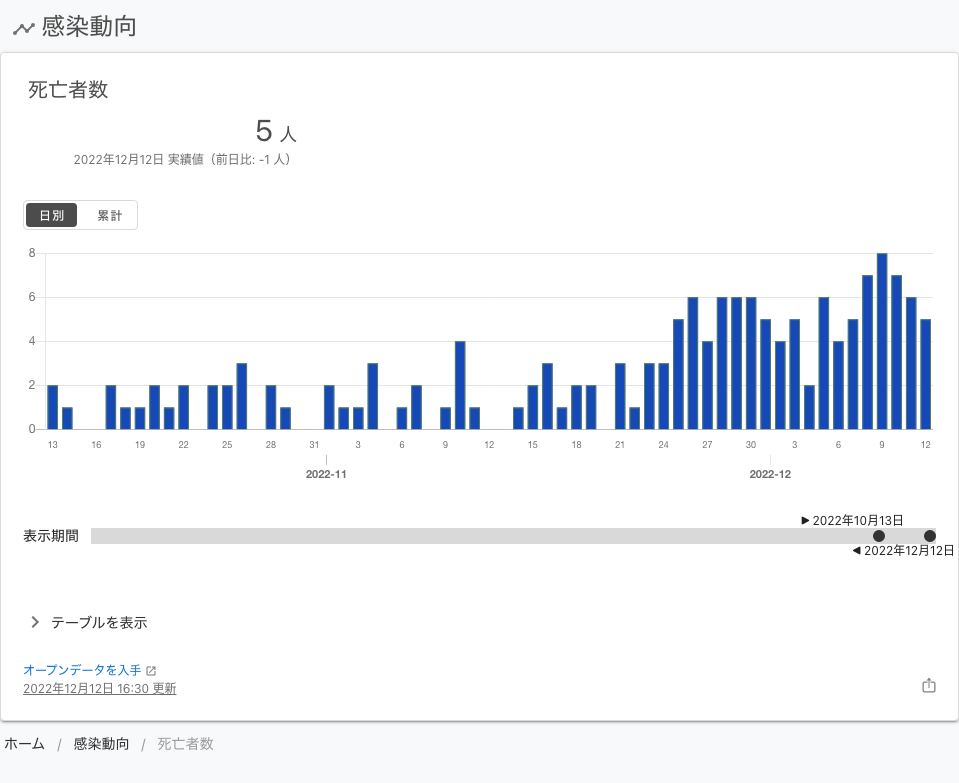 感染動向
死亡者数
5 人
2022年12月12日 実績値（前日比: -1 人）
日別 累計
8
6
4
2
0
13 16 19 22 25 28 31 3 6 9 12 15 18 21 24 27 30 3 6 9 12
2022-11 2022-12
▶ 2022年10月13日
表示期間
◀ 2022年12月12日
テーブルを表示
オープンデータを入手
2022年12月12日 16:30 更新
ホーム / 感染動向 / 死亡者数